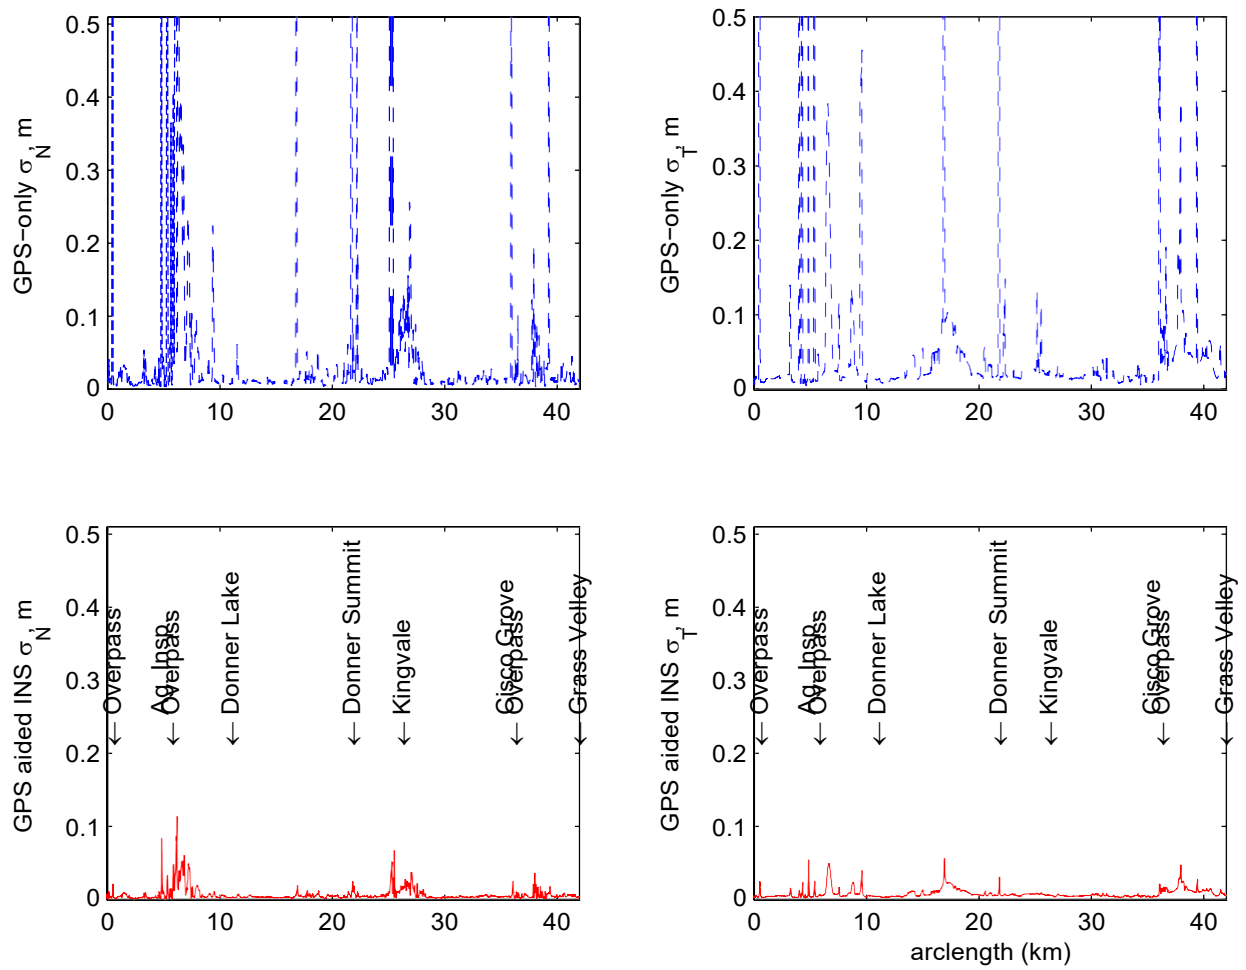 GPS−only σN, m
0.5
0.4
0.3
0.2
0.1
0
0 10 20 30 40
GPS−only σT, m
0.5
0.4
0.3
0.2
0.1
0
0 10 20 30 40
GPS aided INS σN, m
0.5
0.4
0.3
0.2
0.1
0
← Overpass
Ag. Insp.
← Overpass
← Donner Lake
← Donner Summit
← Kingvale
Cisco Grove
← Overpass
← Grass Velley
0 10 20 30 40
GPS aided INS σT, m
0.5
0.4
0.3
0.2
0.1
0
← Overpass
Ag. Insp.
← Overpass
← Donner Lake
← Donner Summit
← Kingvale
Cisco Grove
← Overpass
← Grass Velley
0 10 20 30 40
arclength (km)